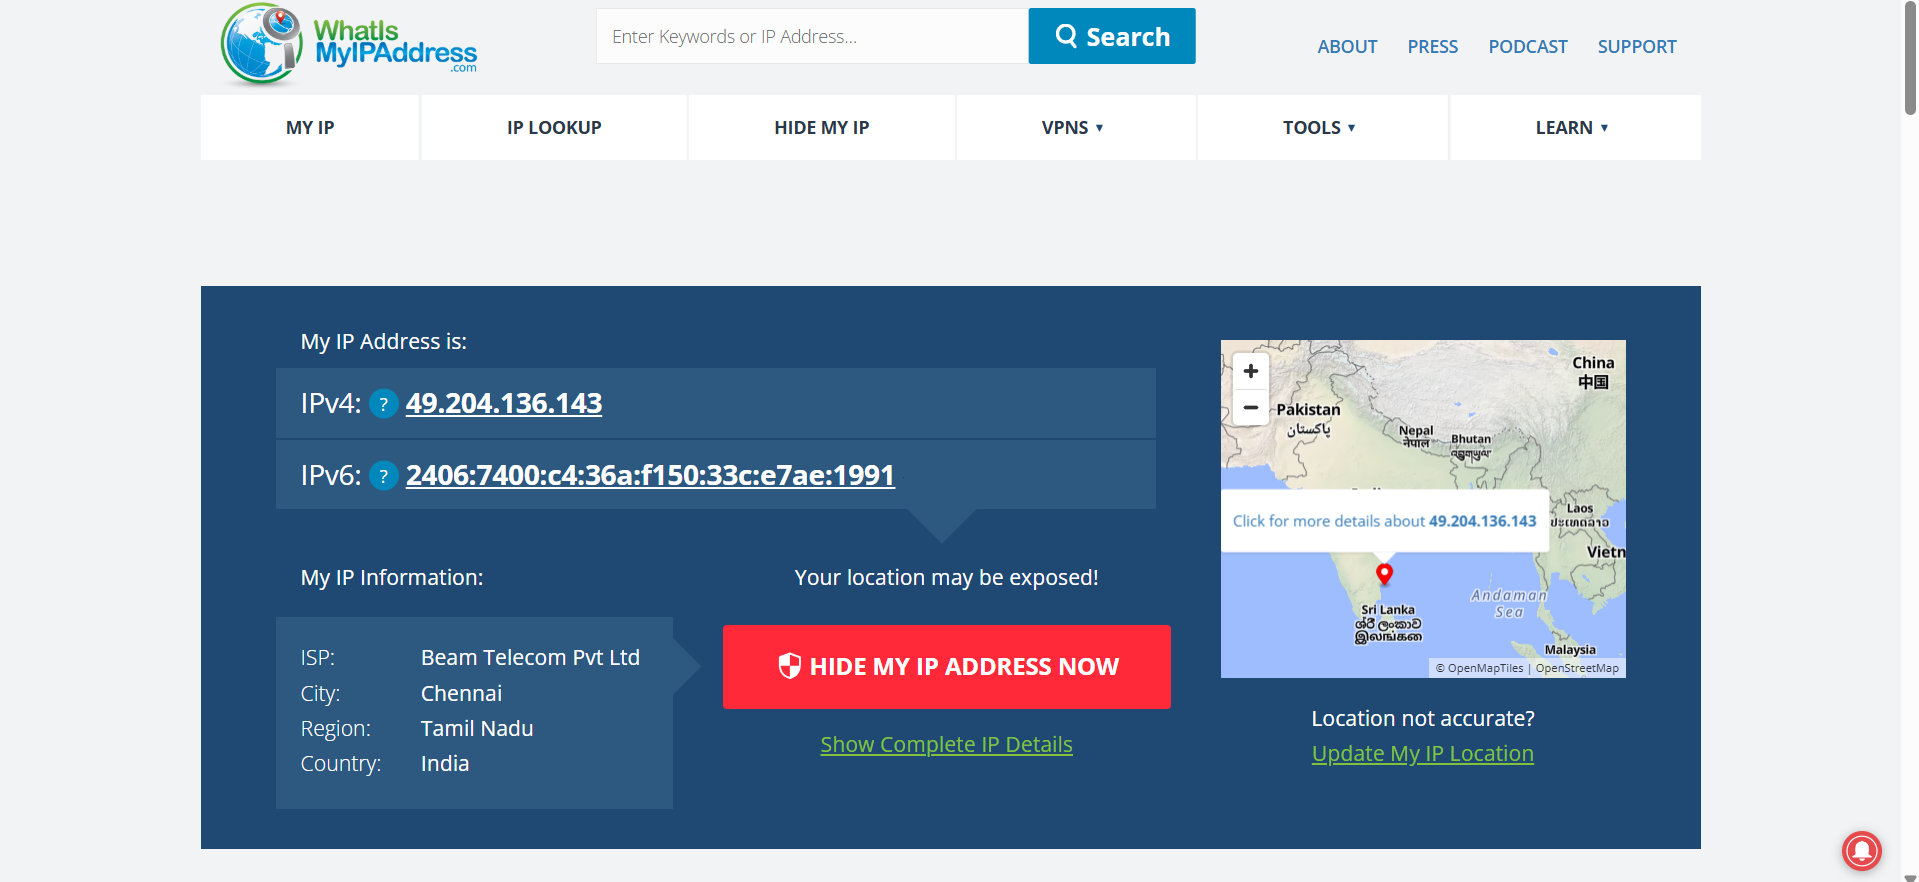 WhatIs
MyIPAddress
.com
Enter Keywords or IP Address...
Search
ABOUT PRESS PODCAST SUPPORT
MY IP IP LOOKUP HIDE MY IP VPNS ▼ TOOLS ▼ LEARN ▼
My IP Address is:
IPv4: ? 49.204.136.143
IPv6: ? 2406:7400:c4:36a:f150:33c:e7ae:1991
My IP Information:
ISP: Beam Telecom Pvt Ltd
City: Chennai
Region: Tamil Nadu
Country: India
Your location may be exposed!
HIDE MY IP ADDRESS NOW
Show Complete IP Details
+
−
China
中国
Pakistan
پاکستان
Nepal
नेपाल
Bhutan
འབྲུགཡུལ
Click for more details about 49.204.136.143
Laos
ປະເທດລາວ
Vietn
Andaman
Sea
Sri Lanka
ශ්‍රී ලංකාව
இலங்கை
Malaysia
© OpenMapTiles | OpenStreetMap
Location not accurate?
Update My IP Location